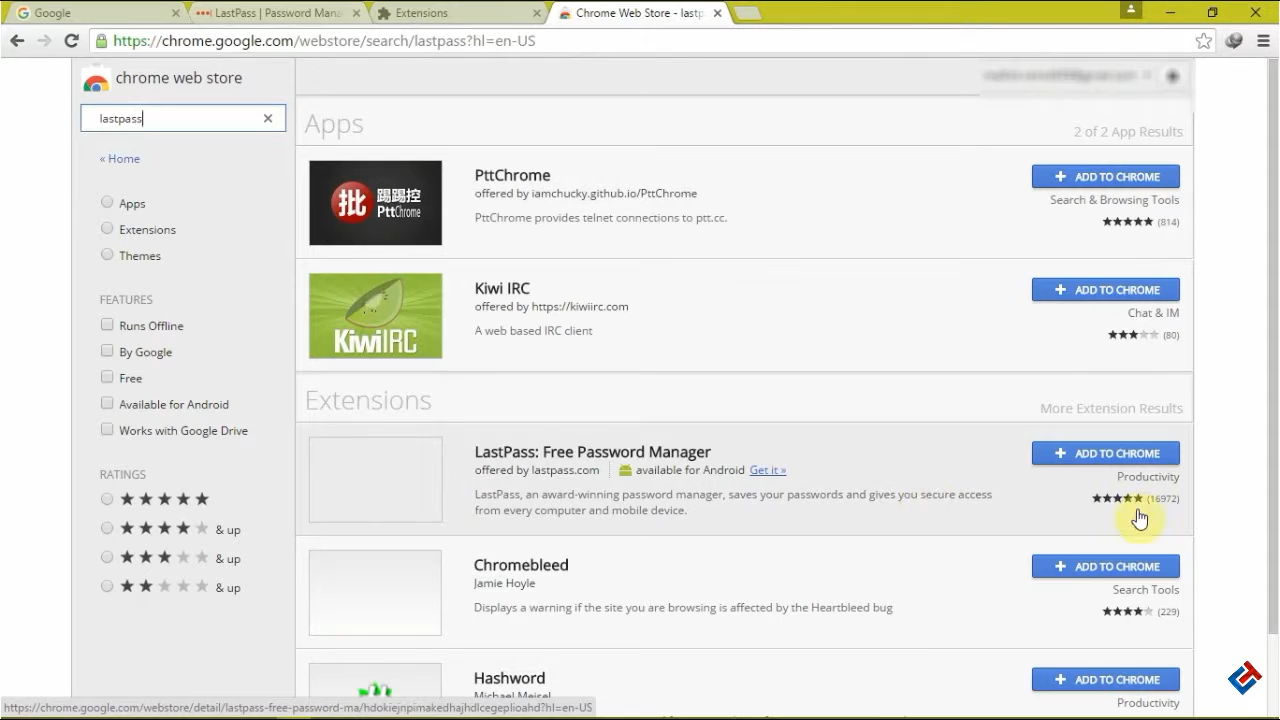 Google
LastPass | Password Mana
Extensions
Chrome Web Store - lastp
https://chrome.google.com/webstore/search/lastpass?hl=en-US
chrome web store
lastpass
« Home
Apps
Extensions
Themes
FEATURES
Runs Offline
By Google
Free
Available for Android
Works with Google Drive
RATINGS
& up
& up
& up
Apps
2 of 2 App Results
批 踢踢控 PttChrome
PttChrome
offered by iamchucky.github.io/PttChrome
PttChrome provides telnet connections to ptt.cc.
ADD TO CHROME
Search & Browsing Tools
(814)
KiwiIRC
Kiwi IRC
offered by https://kiwiirc.com
A web based IRC client
ADD TO CHROME
Chat & IM
(80)
Extensions
More Extension Results
LastPass: Free Password Manager
offered by lastpass.com available for Android Get it »
LastPass, an award-winning password manager, saves your passwords and gives you secure access
from every computer and mobile device.
ADD TO CHROME
Productivity
(16972)
Chromebleed
Jamie Hoyle
Displays a warning if the site you are browsing is affected by the Heartbleed bug
ADD TO CHROME
Search Tools
(229)
Hashword
Michael Meisel
ADD TO CHROME
Productivity
https://chrome.google.com/webstore/detail/lastpass-free-password-ma/hdokiejnpimakedhajhdlcegeplioahd?hl=en-US